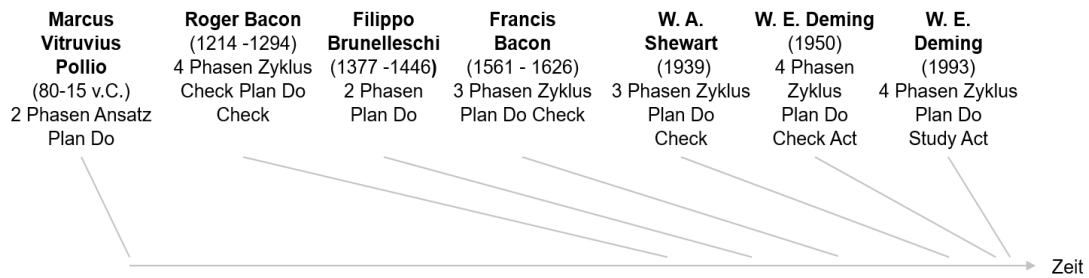 Marcus
Vitruvius
Pollio
(80-15 v.C.)
2 Phasen Ansatz
Plan Do
Roger Bacon
(1214 -1294)
4 Phasen Zyklus
Check Plan Do
Check
Filippo
Brunelleschi
(1377 -1446)
2 Phasen
Plan Do
Francis
Bacon
(1561 - 1626)
3 Phasen Zyklus
Plan Do Check
W. A.
Shewart
(1939)
3 Phasen Zyklus
Plan Do
Check
W. E. Deming
(1950)
4 Phasen
Zyklus
Plan Do
Check Act
W. E.
Deming
(1993)
4 Phasen Zyklus
Plan Do
Study Act
Zeit